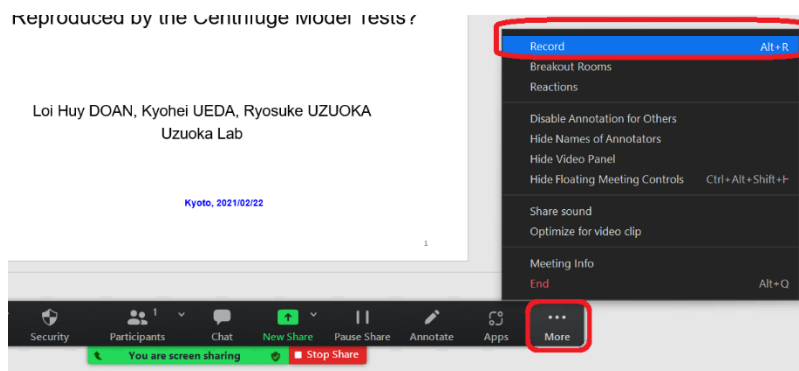 Reproduced by the Centrifuge Model Tests?
Loi Huy DOAN, Kyohei UEDA, Ryosuke UZUOKA
Uzuoka Lab
Kyoto, 2021/02/22
1
Record Alt+R
Breakout Rooms
Reactions
Disable Annotation for Others
Hide Names of Annotators
Hide Video Panel
Hide Floating Meeting Controls Ctrl+Alt+Shift+H
Share sound
Optimize for video clip
Meeting Info
End Alt+Q
1
Security Participants Chat New Share Pause Share Annotate Apps More
You are screen sharing Stop Share